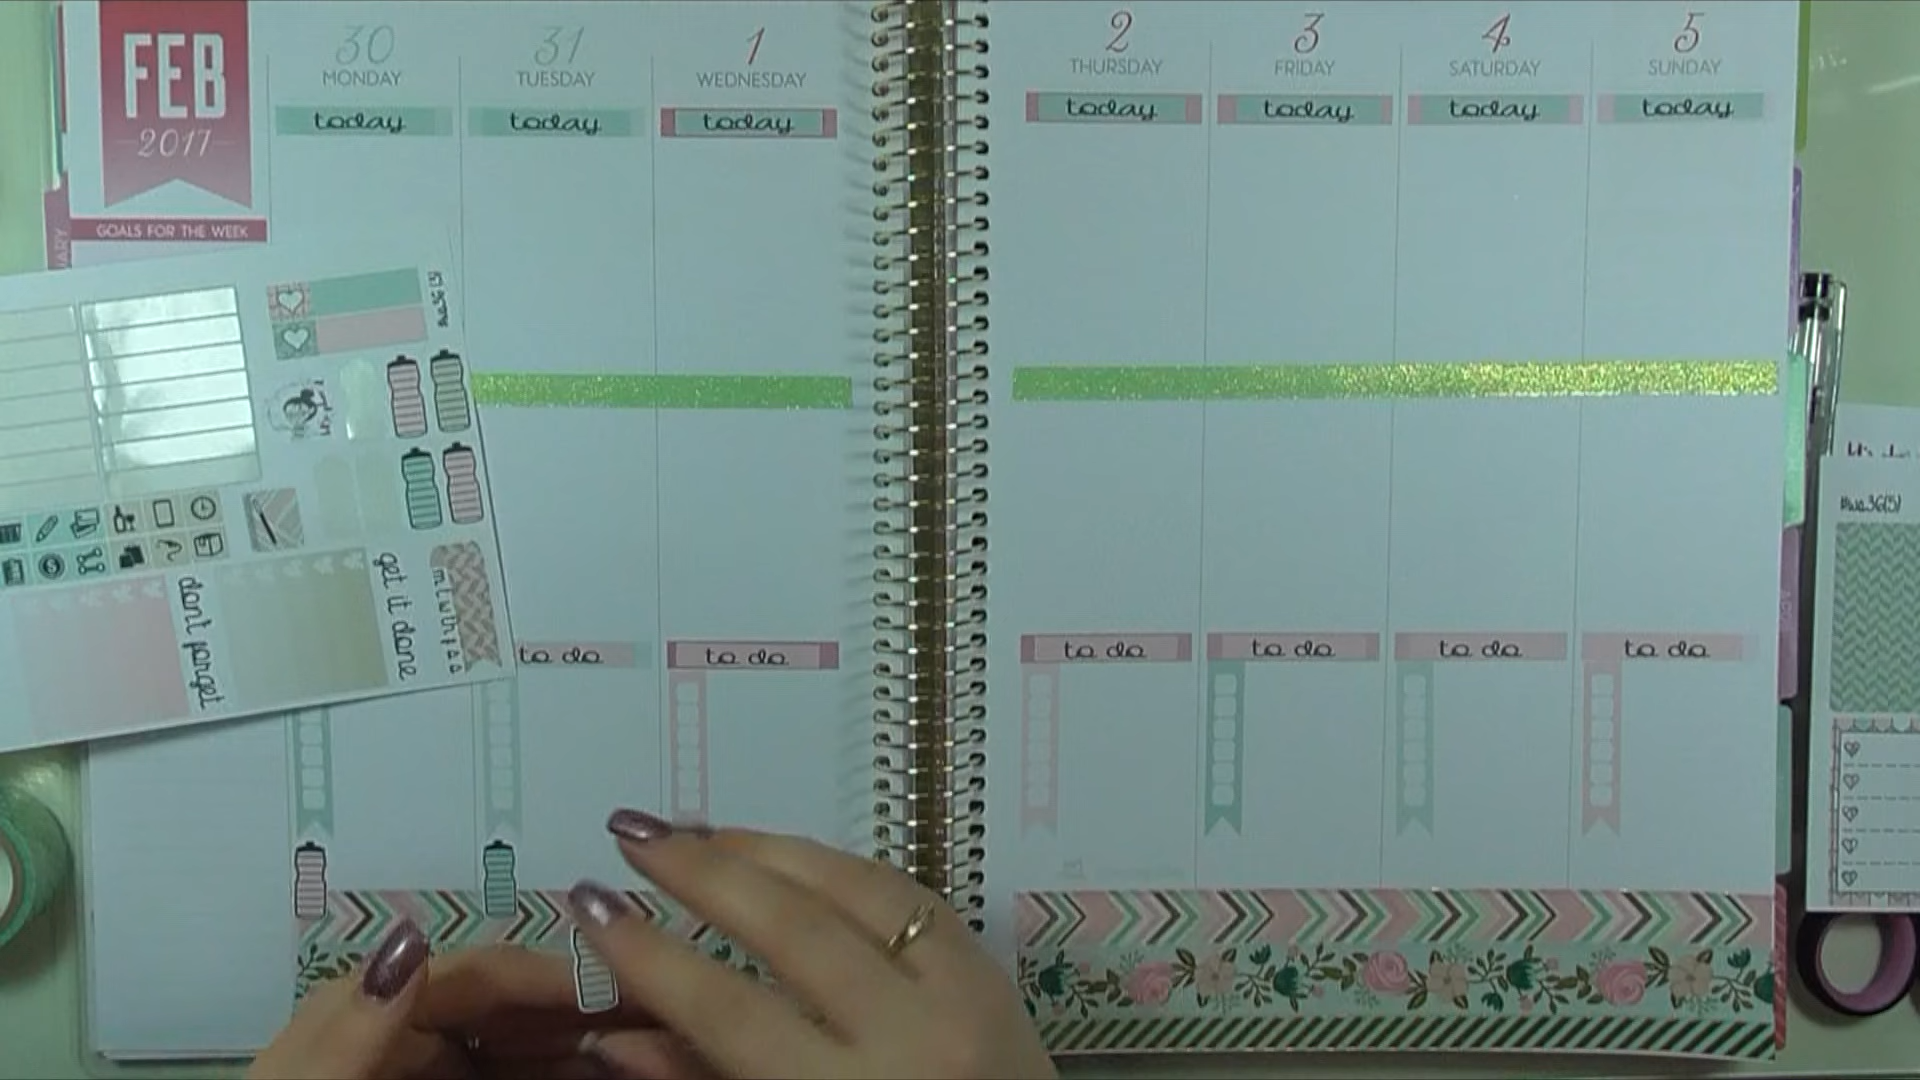 FEB
2017
30
MONDAY
31
TUESDAY
1
WEDNESDAY
2
THURSDAY
3
FRIDAY
4
SATURDAY
5
SUNDAY
today
today
today
today
today
today
today
GOALS FOR THE WEEK
don't forget
get it done
m t w th f s s
to do
to do
to do
to do
to do
to do